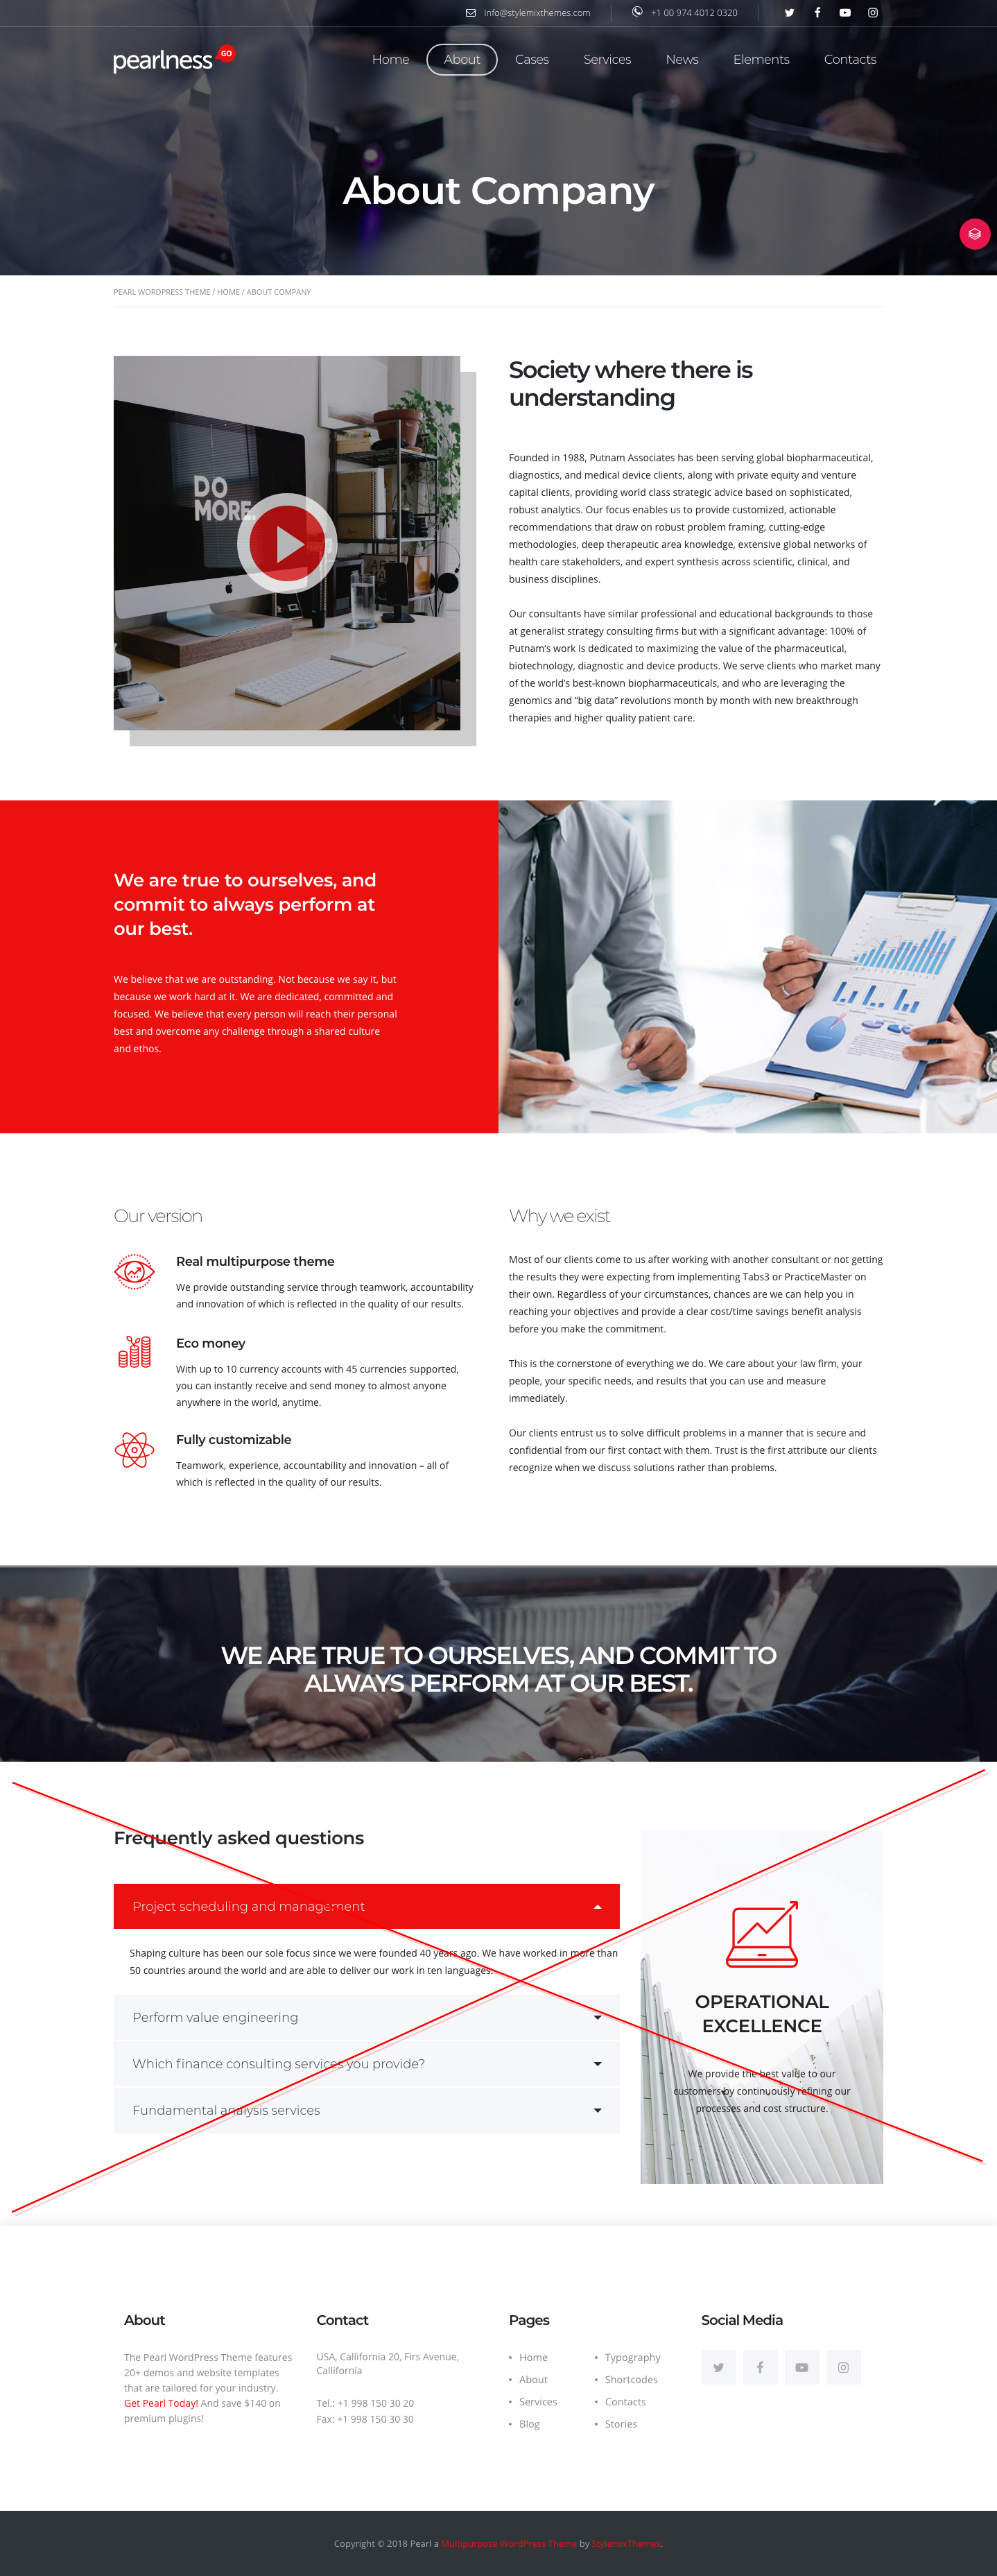 Info@stylemixthemes.com
+1 00 974 4012 0320
pearlness GO
Home
About
Cases
Services
News
Elements
Contacts
About Company
PEARL WORDPRESS THEME / HOME / ABOUT COMPANY
DO
MORE.
Society where there is
understanding
Founded in 1988, Putnam Associates has been serving global biopharmaceutical,
diagnostics, and medical device clients, along with private equity and venture
capital clients, providing world class strategic advice based on sophisticated,
robust analytics. Our focus enables us to provide customized, actionable
recommendations that draw on robust problem framing, cutting-edge
methodologies, deep therapeutic area knowledge, extensive global networks of
health care stakeholders, and expert synthesis across scientific, clinical, and
business disciplines.
Our consultants have similar professional and educational backgrounds to those
at generalist strategy consulting firms but with a significant advantage: 100% of
Putnam’s work is dedicated to maximizing the value of the pharmaceutical,
biotechnology, diagnostic and device products. We serve clients who market many
of the world’s best-known biopharmaceuticals, and who are leveraging the
genomics and “big data” revolutions month by month with new breakthrough
therapies and higher quality patient care.
We are true to ourselves, and
commit to always perform at
our best.
We believe that we are outstanding. Not because we say it, but
because we work hard at it. We are dedicated, committed and
focused. We believe that every person will reach their personal
best and overcome any challenge through a shared culture
and ethos.
Our version
Real multipurpose theme
We provide outstanding service through teamwork, accountability
and innovation of which is reflected in the quality of our results.
Eco money
With up to 10 currency accounts with 45 currencies supported,
you can instantly receive and send money to almost anyone
anywhere in the world, anytime.
Fully customizable
Teamwork, experience, accountability and innovation – all of
which is reflected in the quality of our results.
Why we exist
Most of our clients come to us after working with another consultant or not getting
the results they were expecting from implementing Tabs3 or PracticeMaster on
their own. Regardless of your circumstances, chances are we can help you in
reaching your objectives and provide a clear cost/time savings benefit analysis
before you make the commitment.
This is the cornerstone of everything we do. We care about your law firm, your
people, your specific needs, and results that you can use and measure
immediately.
Our clients entrust us to solve difficult problems in a manner that is secure and
confidential from our first contact with them. Trust is the first attribute our clients
recognize when we discuss solutions rather than problems.
WE ARE TRUE TO OURSELVES, AND COMMIT TO
ALWAYS PERFORM AT OUR BEST.
Frequently asked questions
Project scheduling and management
Shaping culture has been our sole focus since we were founded 40 years ago. We have worked in more than
50 countries around the world and are able to deliver our work in ten languages.
Perform value engineering
Which finance consulting services you provide?
Fundamental analysis services
OPERATIONAL
EXCELLENCE
We provide the best value to our
customers by continuously refining our
processes and cost structure.
About
The Pearl WordPress Theme features
20+ demos and website templates
that are tailored for your industry.
Get Pearl Today! And save $140 on
premium plugins!
Contact
USA, Callifornia 20, Firs Avenue,
Callifornia
Tel.: +1 998 150 30 20
Fax: +1 998 150 30 30
Pages
Home
About
Services
Blog
Typography
Shortcodes
Contacts
Stories
Social Media
Copyright © 2018 Pearl a Multipurpose WordPress Theme by StylemixThemes.